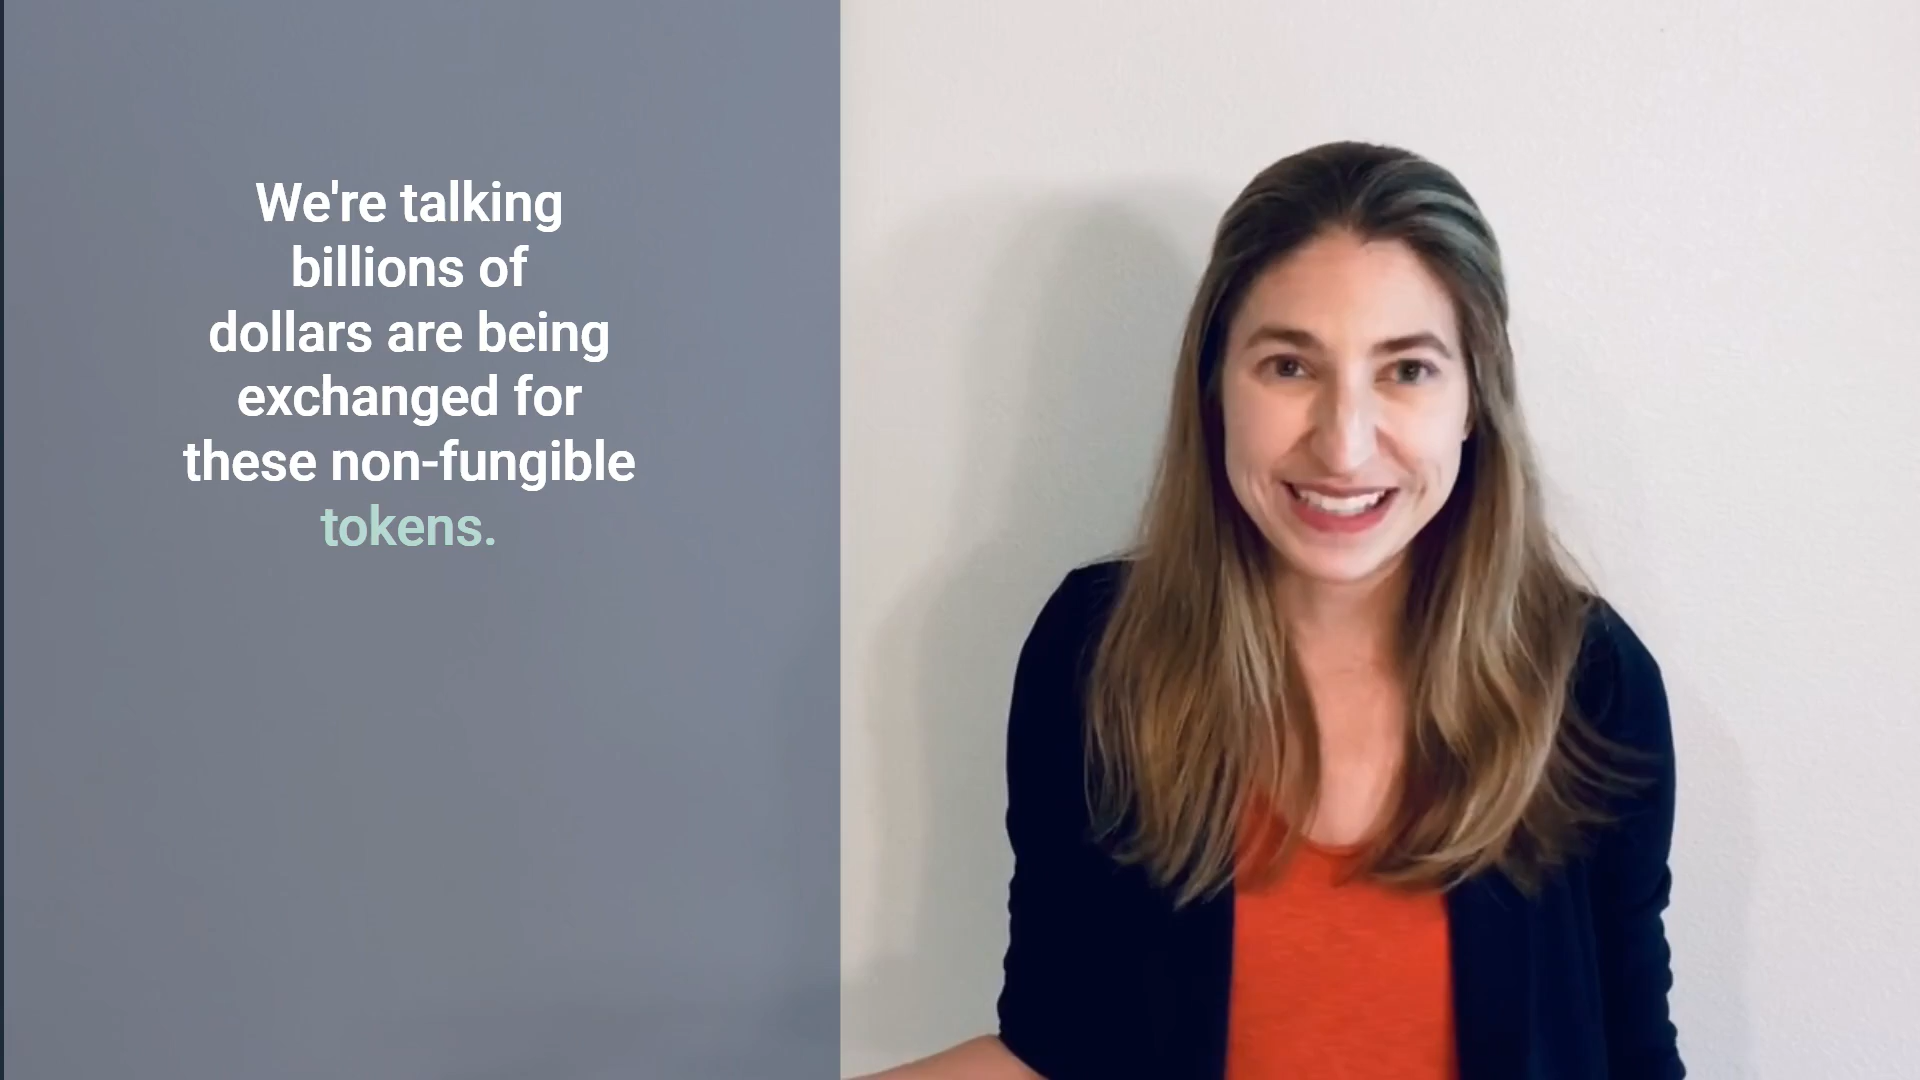 We're talking
billions of
dollars are being
exchanged for
these non-fungible
tokens.